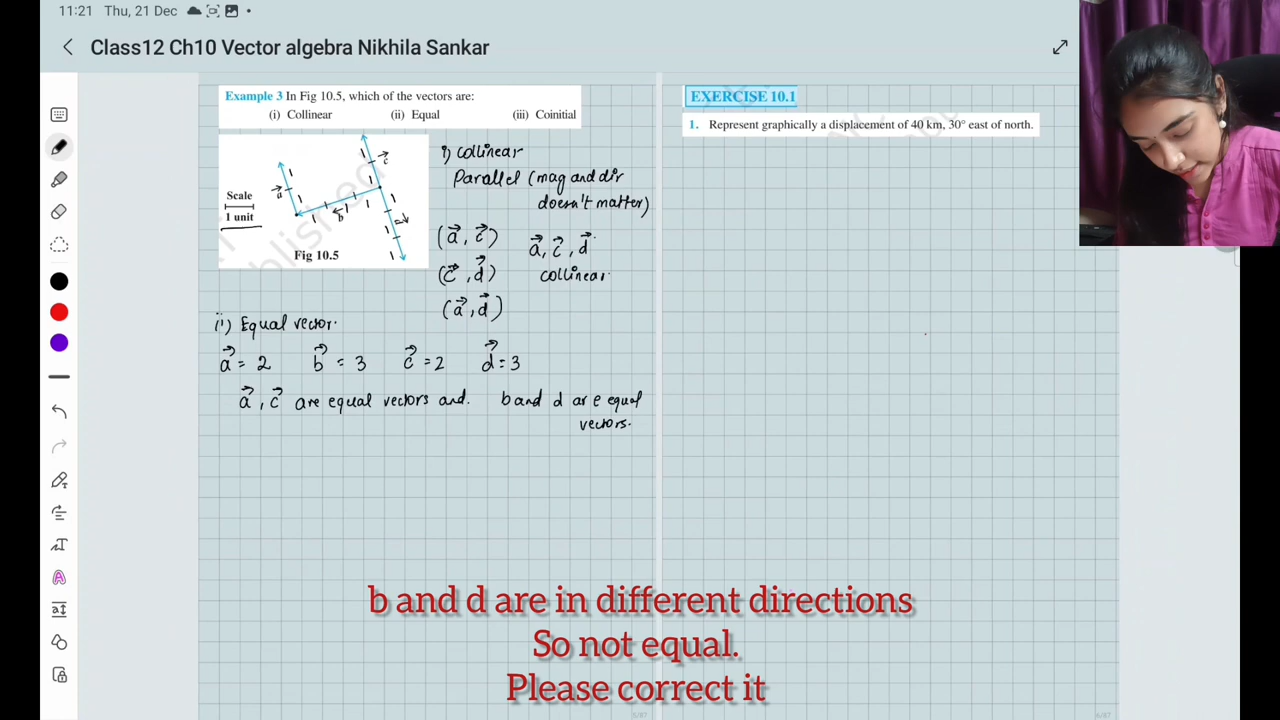 11:21 Thu, 21 Dec
Class12 Ch10 Vector algebra Nikhila Sankar
Example 3 In Fig 10.5, which of the vectors are:
(i) Collinear (ii) Equal (iii) Coinitial
Scale
1 unit
a
b
c
d
Fig 10.5
i) collinear
Parallel (mag and dir
doesn't matter)
(a⃗, c⃗)
(c⃗, d⃗)
(a⃗, d⃗)
a⃗, c⃗, d⃗
collinear.
(ii) Equal vector.
a⃗ = 2 b⃗ = 3 c⃗ = 2 d⃗ = 3
a⃗, c⃗ are equal vectors and. b and d are equal
vectors.
EXERCISE 10.1
1. Represent graphically a displacement of 40 km, 30° east of north.
b and d are in different directions
So not equal.
Please correct it
5/87
6/87